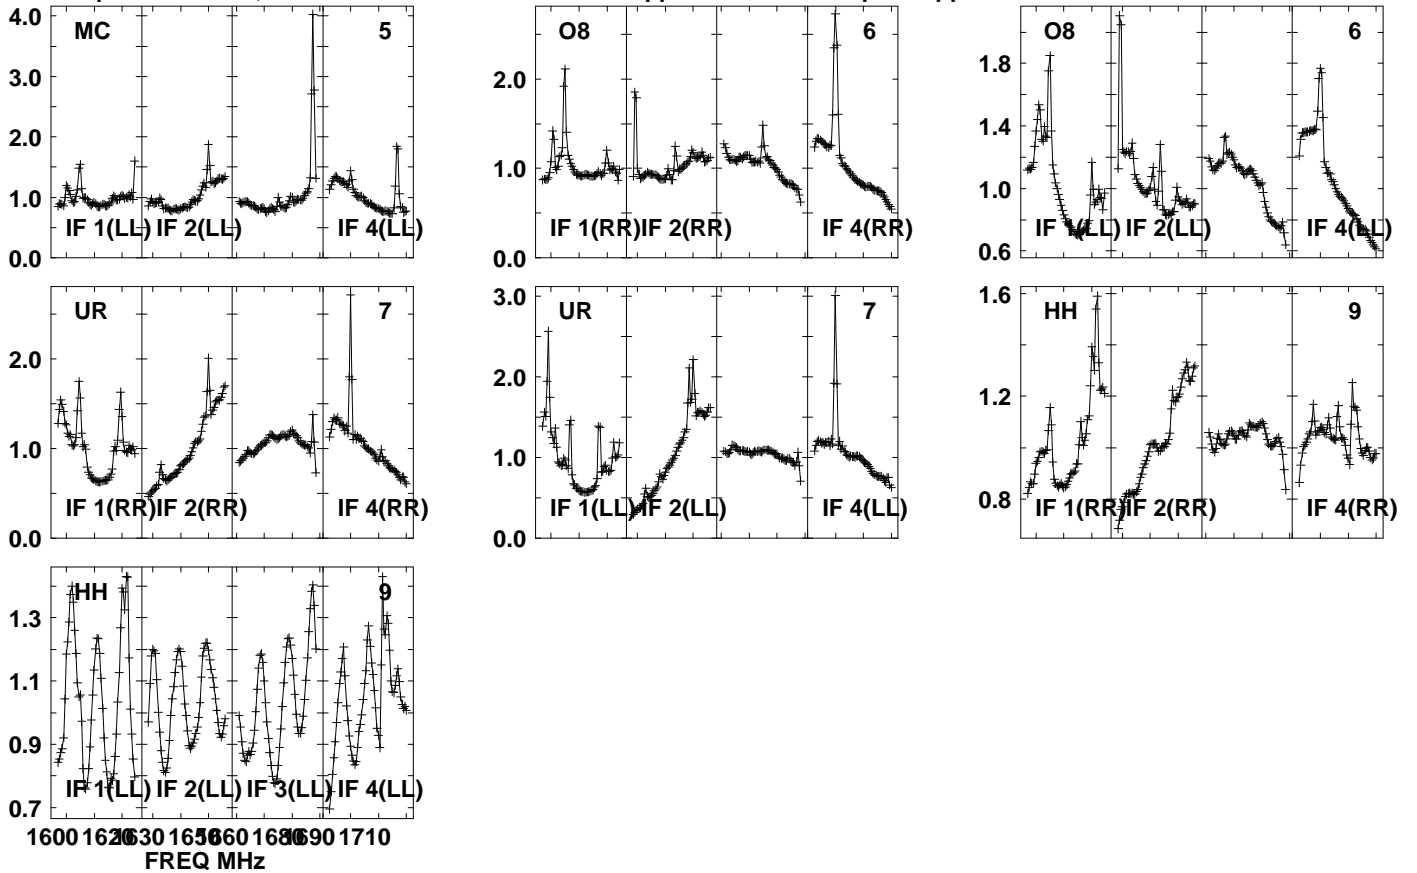 4.0
3.0
2.0
1.0
0.0
MC 5
IF 1(LL) IF 2(LL) IF 4(LL)
2.0
1.0
0.0
O8 6
IF 1(RR) IF 2(RR) IF 4(RR)
1.8
1.4
1.0
0.6
O8 6
IF 1(LL) IF 2(LL) IF 4(LL)
2.0
1.0
0.0
UR 7
IF 1(RR) IF 2(RR) IF 4(RR)
3.0
2.0
1.0
0.0
UR 7
IF 1(LL) IF 2(LL) IF 4(LL)
1.6
1.2
0.8
HH 9
IF 1(RR) IF 2(RR) IF 4(RR)
1.3
1.1
0.9
0.7
HH 9
IF 1(LL) IF 2(LL) IF 3(LL) IF 4(LL)
1600 1620 1630 1650 1660 1680 1690 1710
FREQ MHz